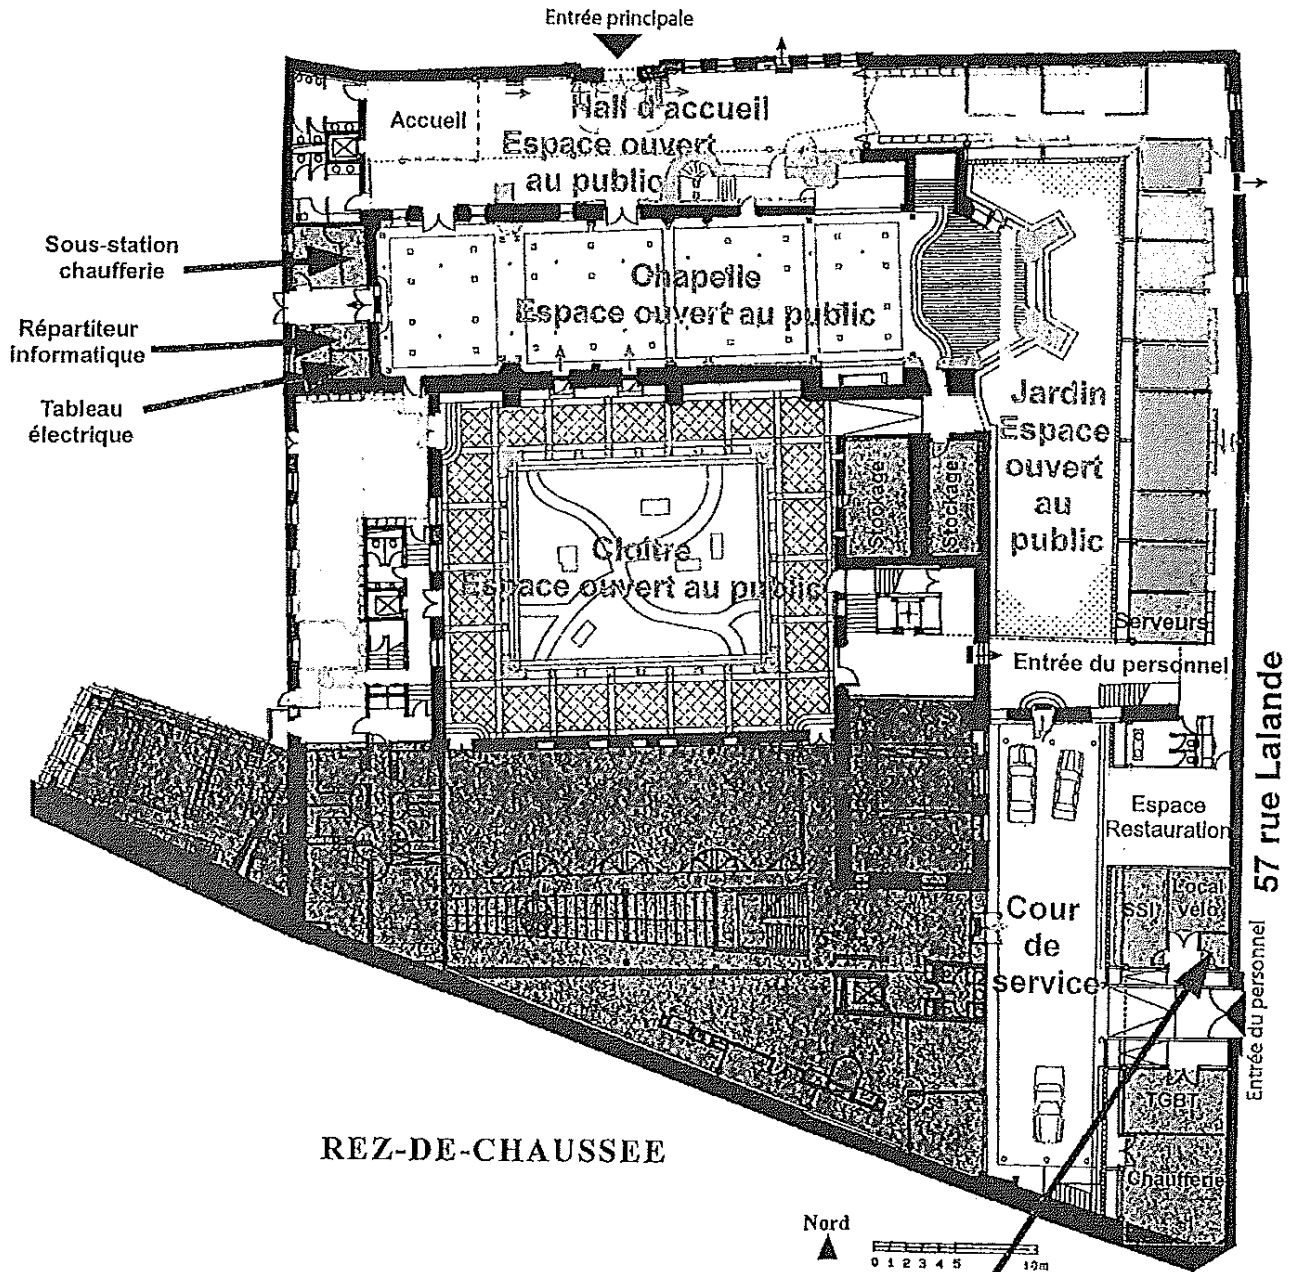 Entrée principale
Accueil
Hall d'accueil
Espace ouvert
au public
Sous-station
chaufferie
Répartiteur
informatique
Tableau
électrique
Chapelle
Espace ouvert au public
Jardin
Espace
ouvert
au
public
Stockage
Stockage
Cloître
Espace ouvert au public
Serveurs
Entrée du personnel
57 rue Lalande
Espace
Restauration
SSI
Local
vélo
Cour
de
service
Entrée du personnel
TGBT
Chaufferie
REZ-DE-CHAUSSEE
Nord
0 1 2 3 4 5 10m